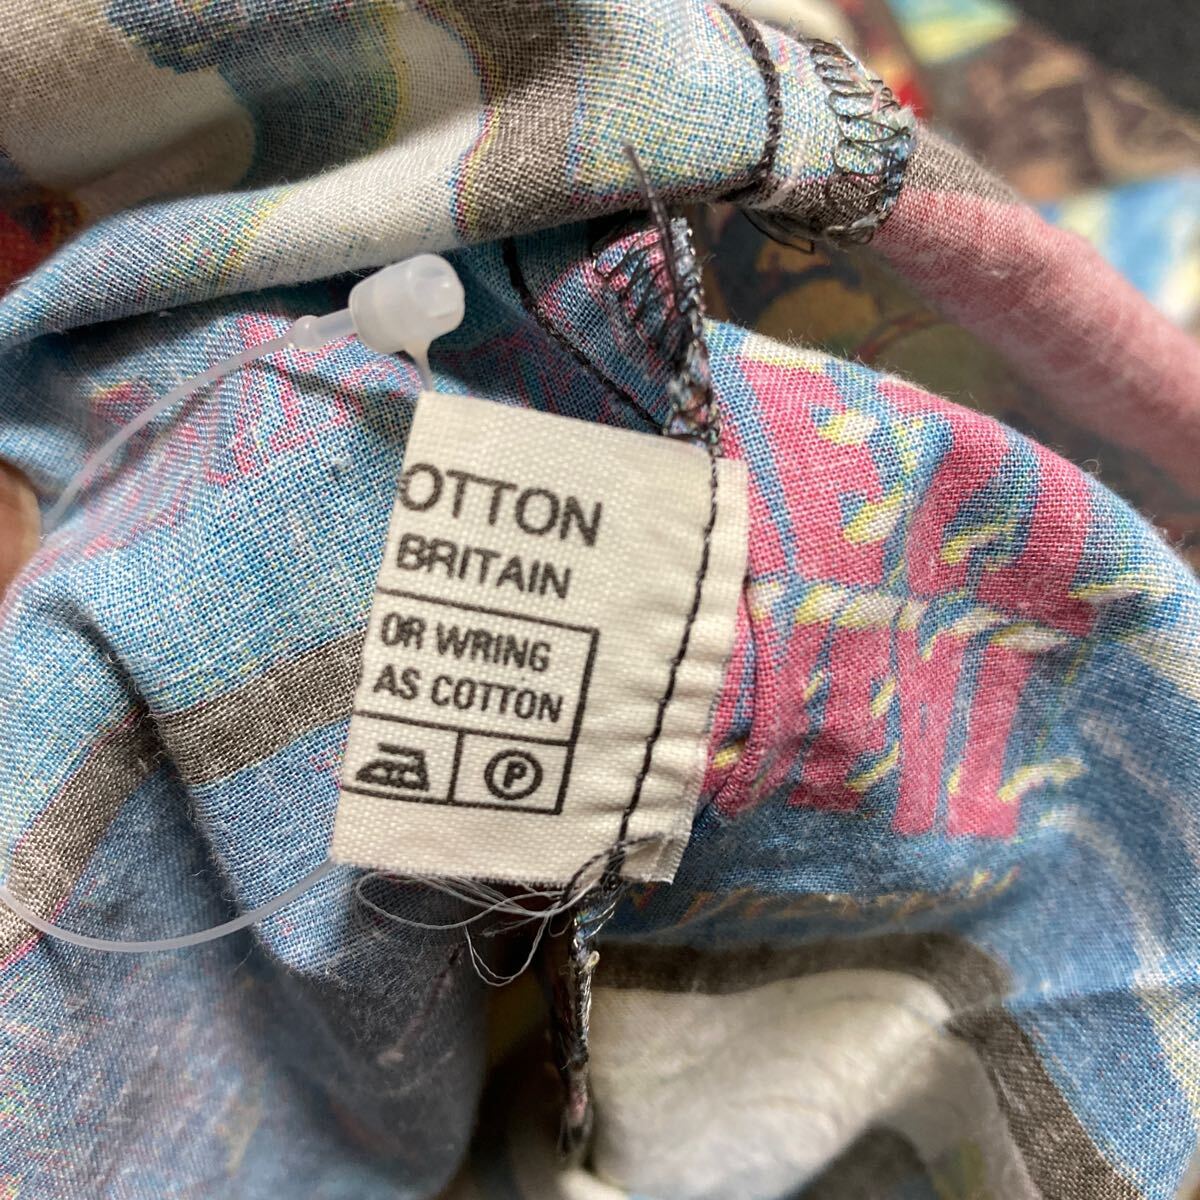 OTTON
BRITAIN
OR WRING
AS COTTON
P